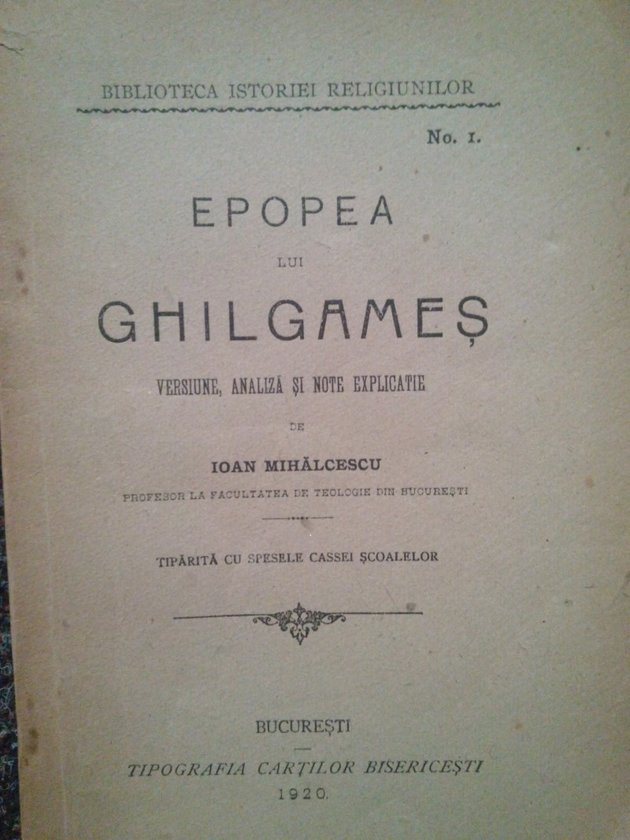 BIBLIOTECA ISTORIEI RELIGIUNILOR
No. 1.
EPOPEA
LUI
GHILGAMEȘ
VERSIUNE, ANALIZĂ ȘI NOTE EXPLICATIE
DE
IOAN MIHĂLCESCU
PROFESOR LA FACULTATEA DE TEOLOGIE DIN BUCUREȘTI
TIPĂRITĂ CU SPESELE CASSEI ȘCOALELOR
BUCUREȘTI
TIPOGRAFIA CARȚILOR BISERICEȘTI
1920.